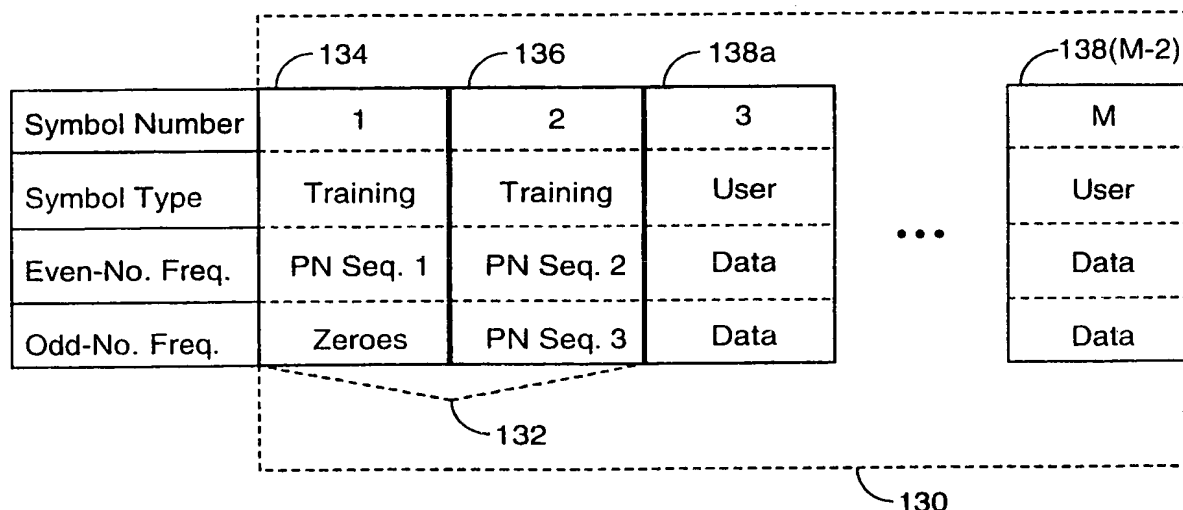 134 136 138a 138(M-2)
Symbol Number 1 2 3 M
Symbol Type Training Training User User
Even-No. Freq. PN Seq. 1 PN Seq. 2 Data ••• Data
Odd-No. Freq. Zeroes PN Seq. 3 Data Data
132
130